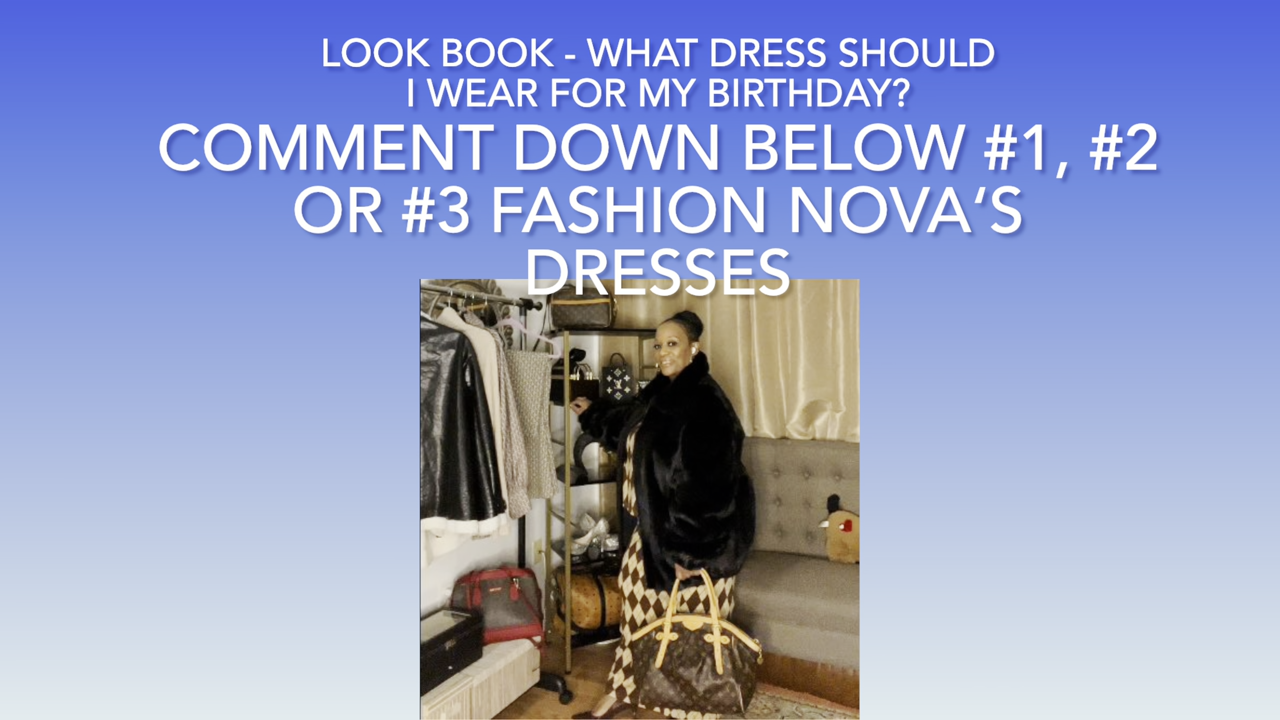 LOOK BOOK - WHAT DRESS SHOULD
I WEAR FOR MY BIRTHDAY?
COMMENT DOWN BELOW #1, #2
OR #3 FASHION NOVA‘S
DRESSES